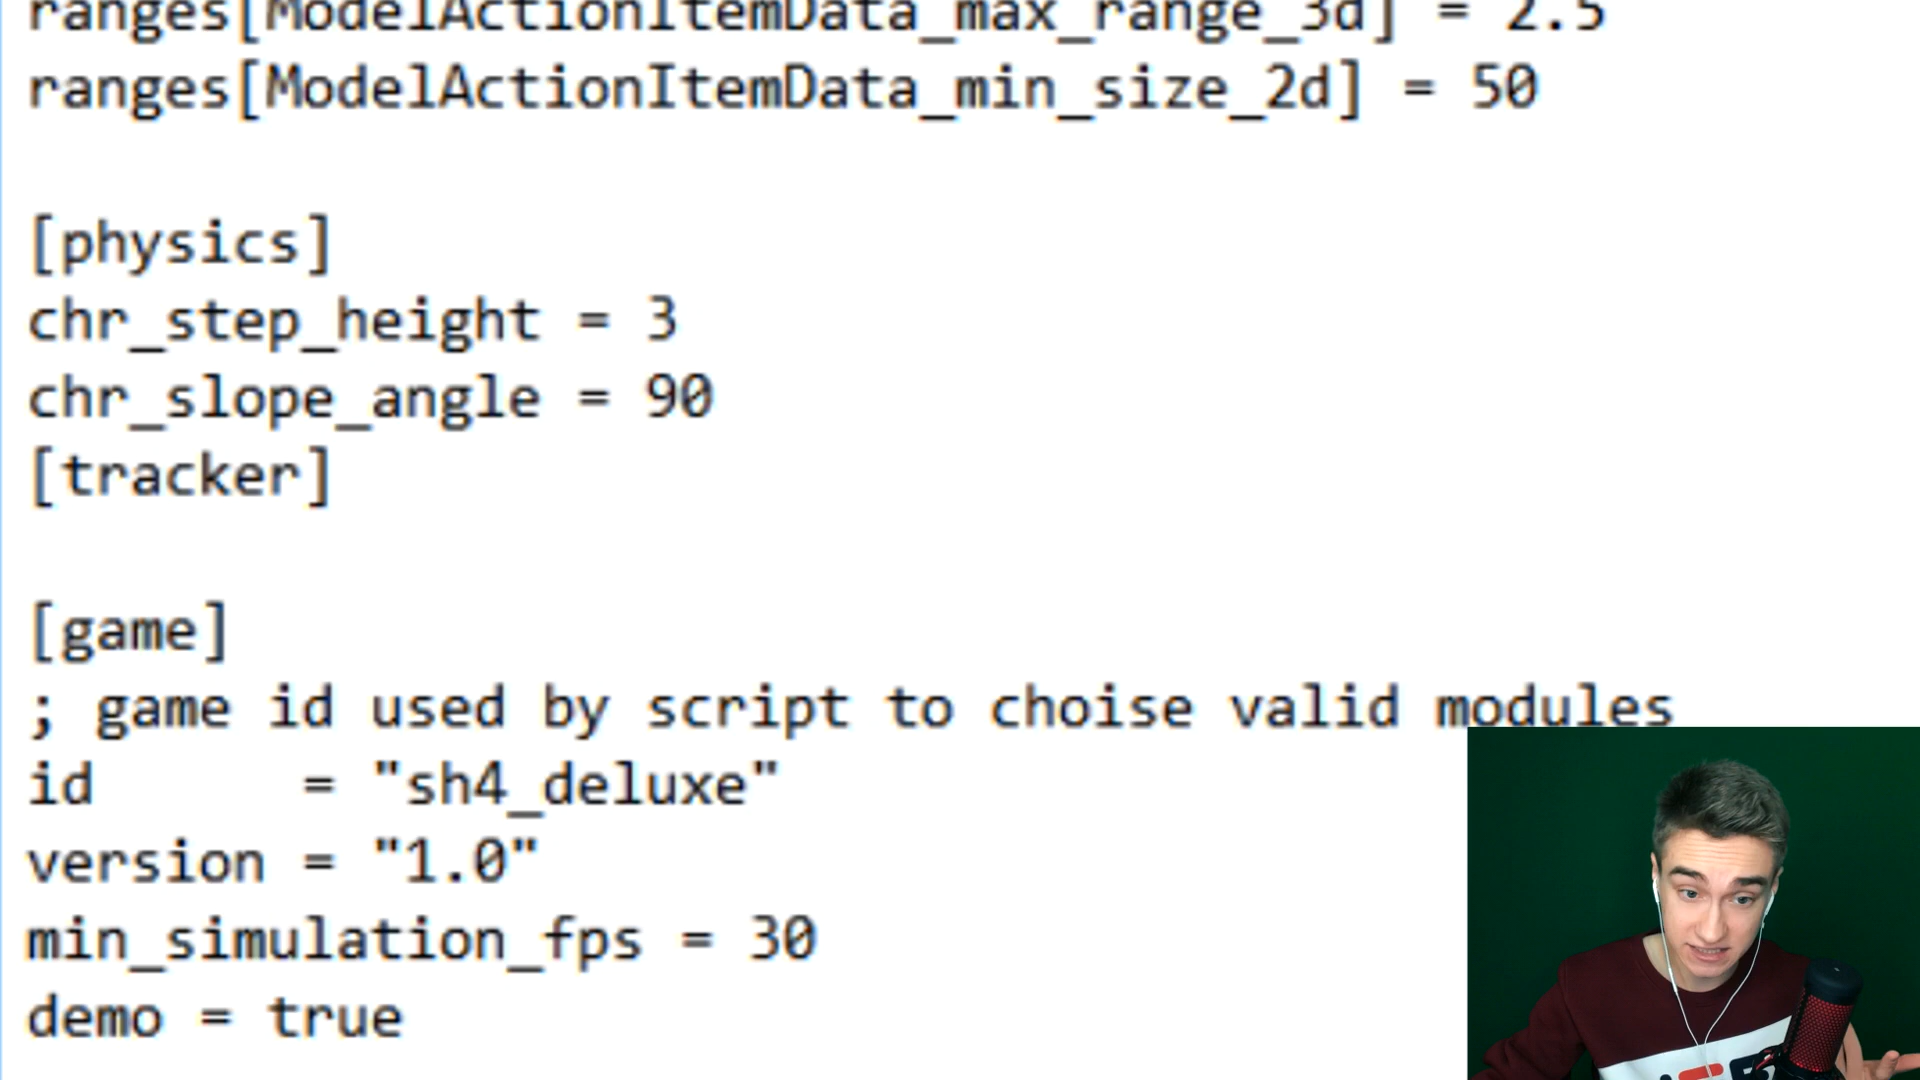 ranges[ModelActionItemData_max_range_3d] = 2.5
ranges[ModelActionItemData_min_size_2d] = 50
[physics]
chr_step_height = 3
chr_slope_angle = 90
[tracker]
[game]
; game id used by script to choise valid modules
id = "sh4_deluxe"
version = "1.0"
min_simulation_fps = 30
demo = true